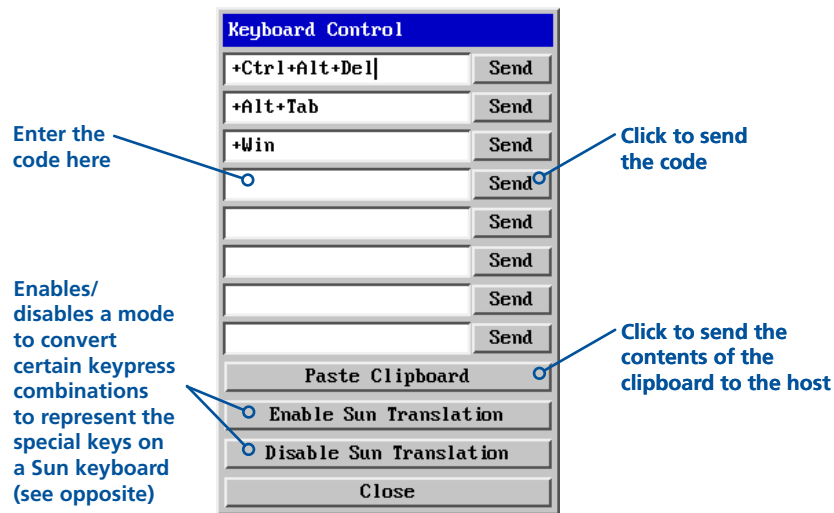 Keyboard Control
+Ctrl+Alt+Del
Send
+Alt+Tab
Send
+Win
Send
Send
Send
Send
Send
Send
Paste Clipboard
Enable Sun Translation
Disable Sun Translation
Close
Enter the
code here
Enables/
disables a mode
to convert
certain keypress
combinations
to represent the
special keys on
a Sun keyboard
(see opposite)
Click to send
the code
Click to send the
contents of the
clipboard to the host